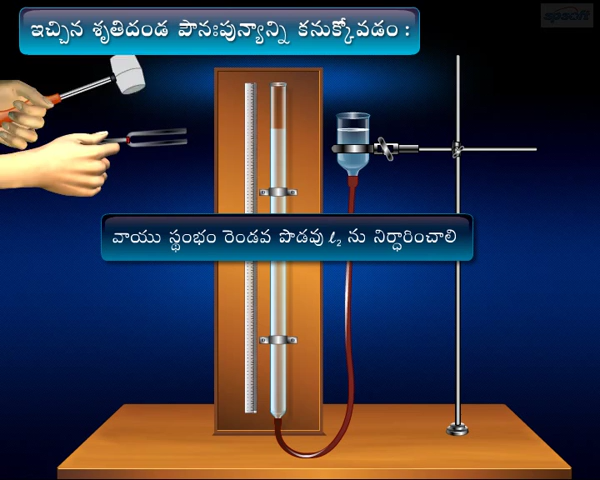 ఇచ్చిన శృతిదండ పౌనఃపున్యాన్ని కనుక్కోవడం :
వాయు స్థంభం రెండవ పొడవు ℓ₂ ను నిర్ధారించాలి